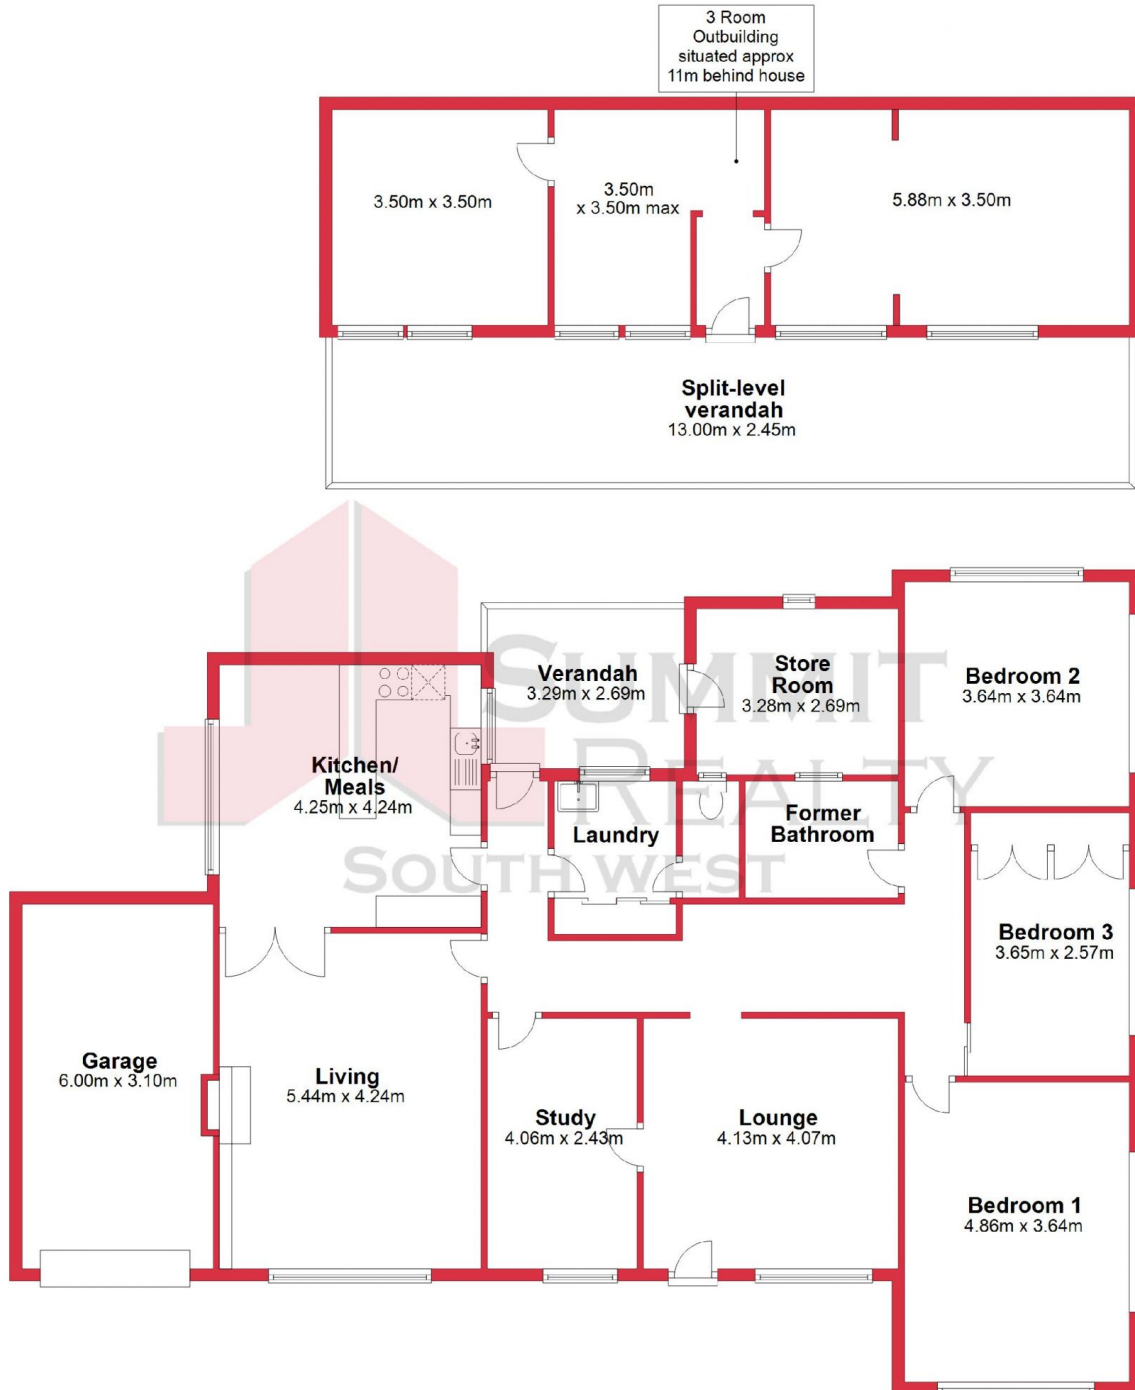 3 Room
Outbuilding
situated approx
11m behind house
3.50m x 3.50m
3.50m
x 3.50m max
5.88m x 3.50m
Split-level
verandah
13.00m x 2.45m
SUMMIT
REALTY
SOUTH WEST
Verandah
3.29m x 2.69m
Store
Room
3.28m x 2.69m
Bedroom 2
3.64m x 3.64m
Kitchen/
Meals
4.25m x 4.24m
Laundry
Former
Bathroom
Bedroom 3
3.65m x 2.57m
Garage
6.00m x 3.10m
Living
5.44m x 4.24m
Study
4.06m x 2.43m
Lounge
4.13m x 4.07m
Bedroom 1
4.86m x 3.64m